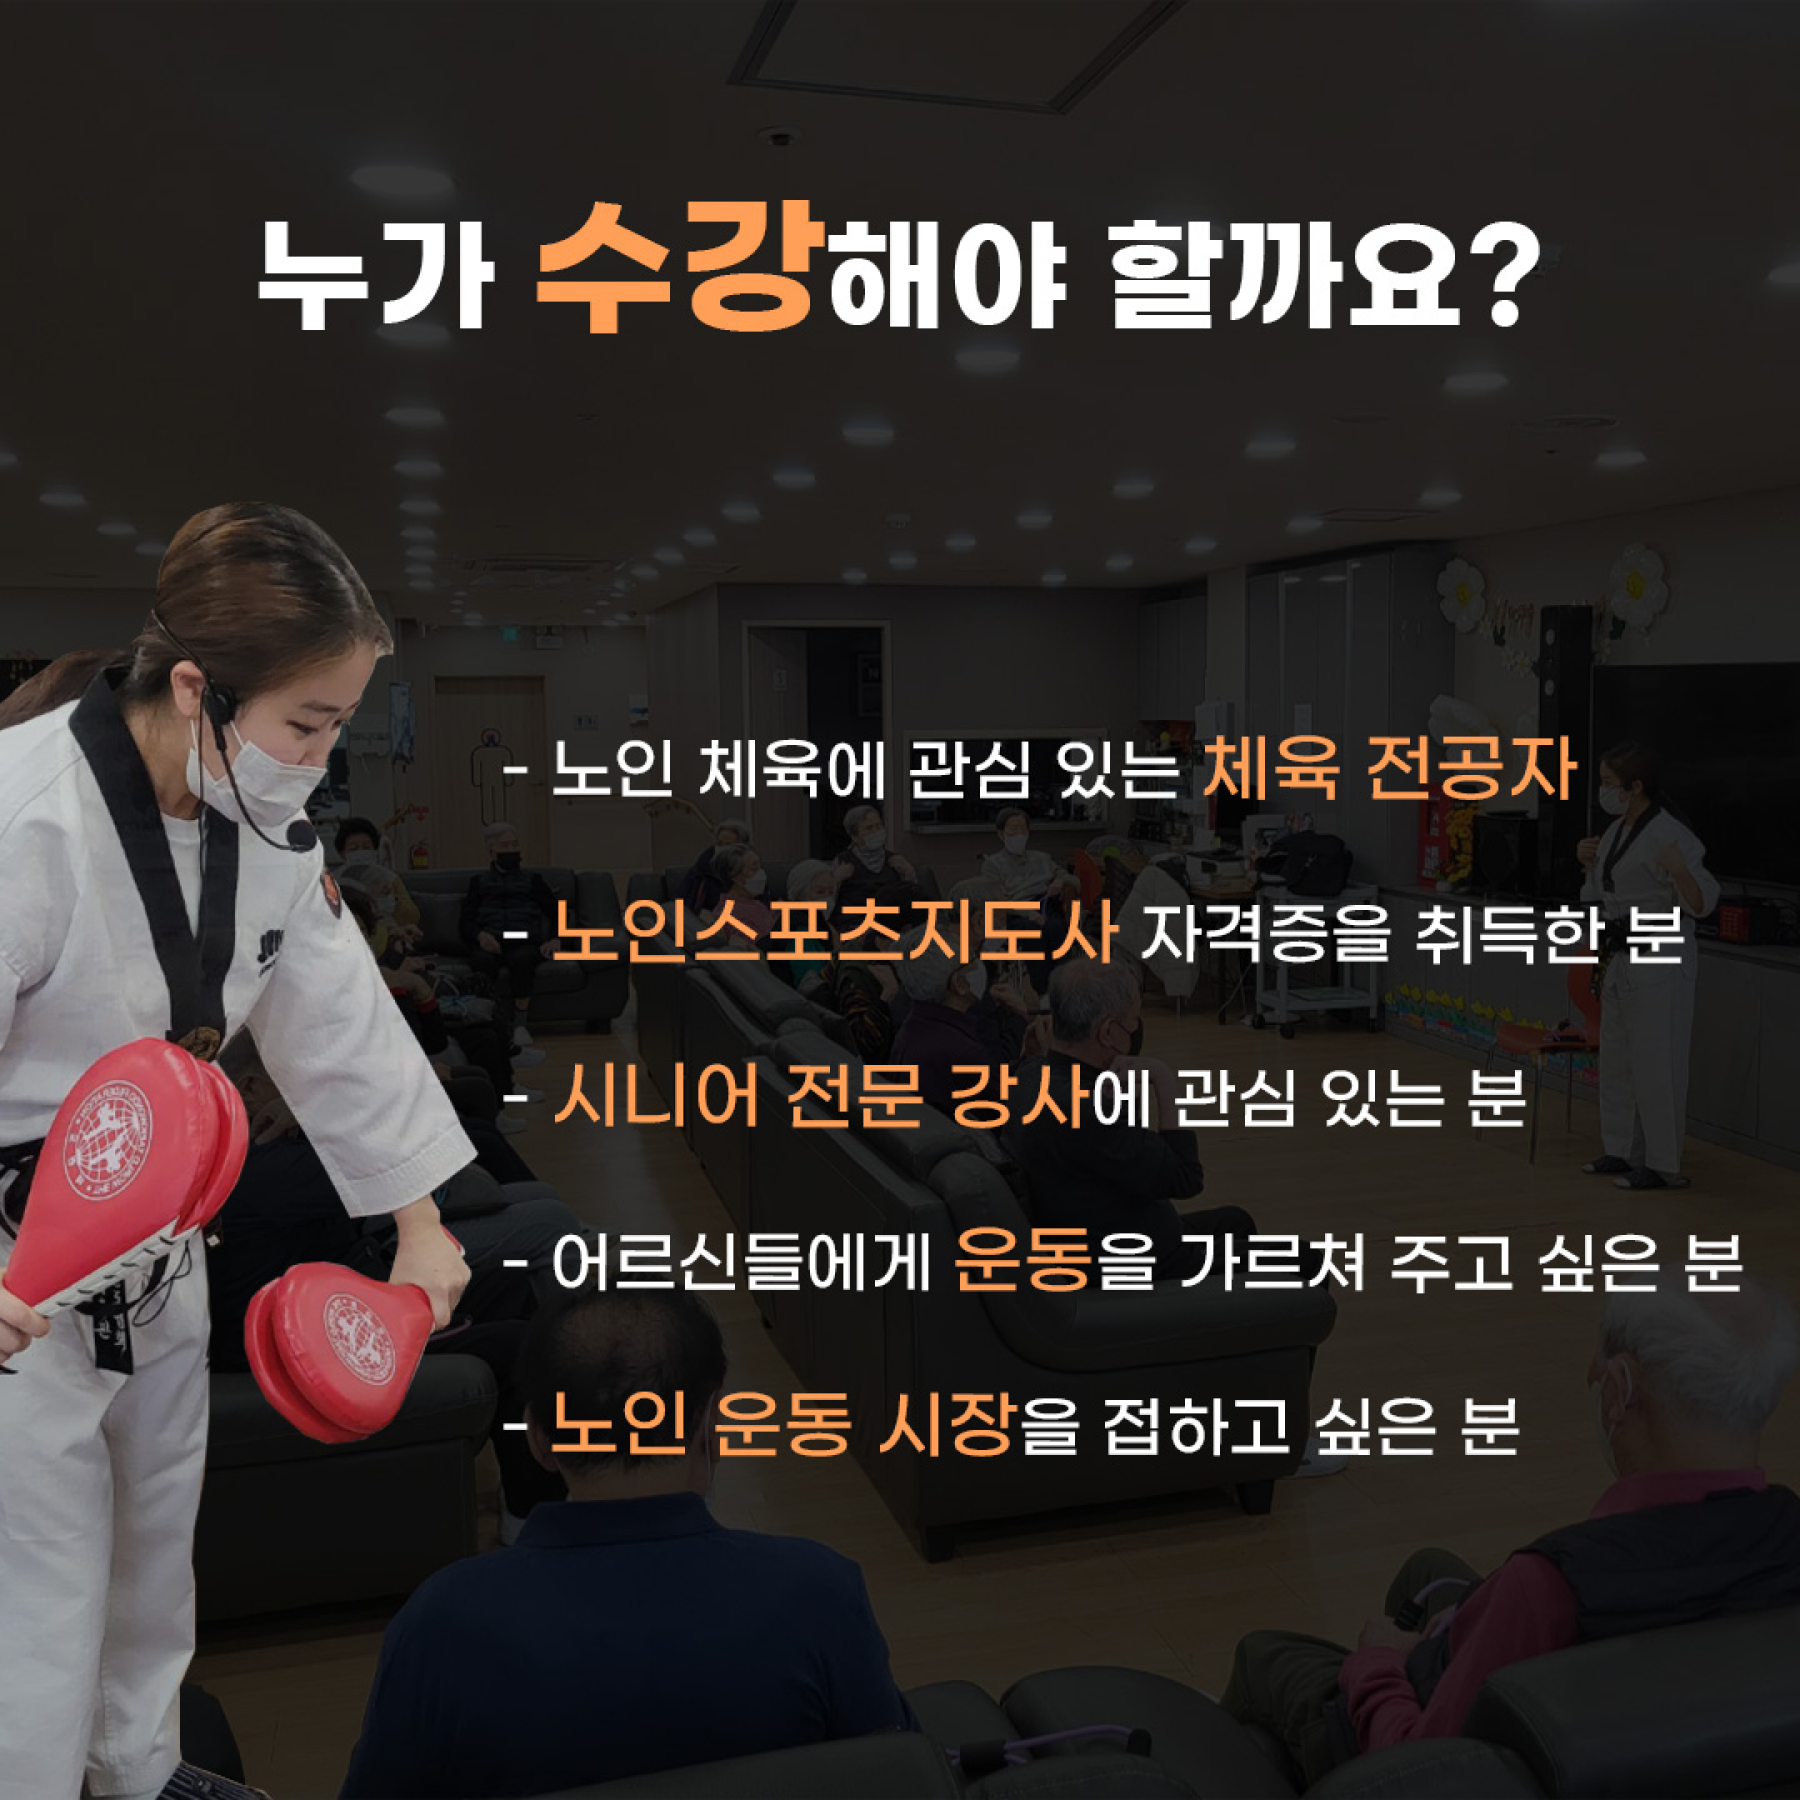 누가 수강해야 할까요?
- 노인 체육에 관심 있는 체육 전공자
- 노인스포츠지도사 자격증을 취득한 분
- 시니어 전문 강사에 관심 있는 분
- 어르신들에게 운동을 가르쳐 주고 싶은 분
- 노인 운동 시장을 접하고 싶은 분